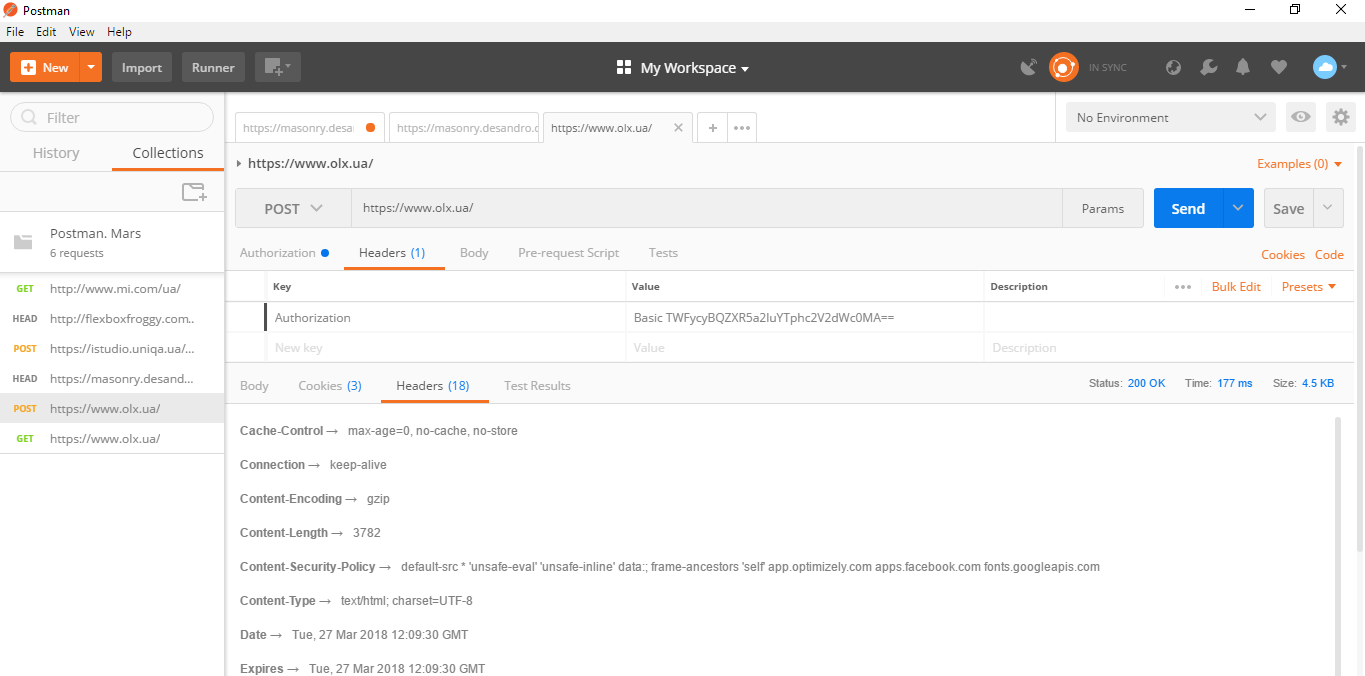 Postman
File Edit View Help
New Import Runner My Workspace IN SYNC
Filter
History Collections
Postman. Mars
6 requests
GET http://www.mi.com/ua/
HEAD http://flexboxfroggy.com..
POST https://istudio.uniqa.ua/...
HEAD https://masonry.desand...
POST https://www.olx.ua/
GET https://www.olx.ua/
https://masonry.desa https://masonry.desandro.c https://www.olx.ua/ No Environment
https://www.olx.ua/ Examples (0)
POST https://www.olx.ua/ Params Send Save
Authorization Headers (1) Body Pre-request Script Tests Cookies Code
Key Value Description Bulk Edit Presets
Authorization Basic TWFycyBQZXR5a2luYTphc2V2dWc0MA==
New key Value Description
Body Cookies (3) Headers (18) Test Results Status: 200 OK Time: 177 ms Size: 4.5 KB
Cache-Control → max-age=0, no-cache, no-store
Connection → keep-alive
Content-Encoding → gzip
Content-Length → 3782
Content-Security-Policy → default-src * 'unsafe-eval' 'unsafe-inline' data:; frame-ancestors 'self' app.optimizely.com apps.facebook.com fonts.googleapis.com
Content-Type → text/html; charset=UTF-8
Date → Tue, 27 Mar 2018 12:09:30 GMT
Expires → Tue, 27 Mar 2018 12:09:30 GMT